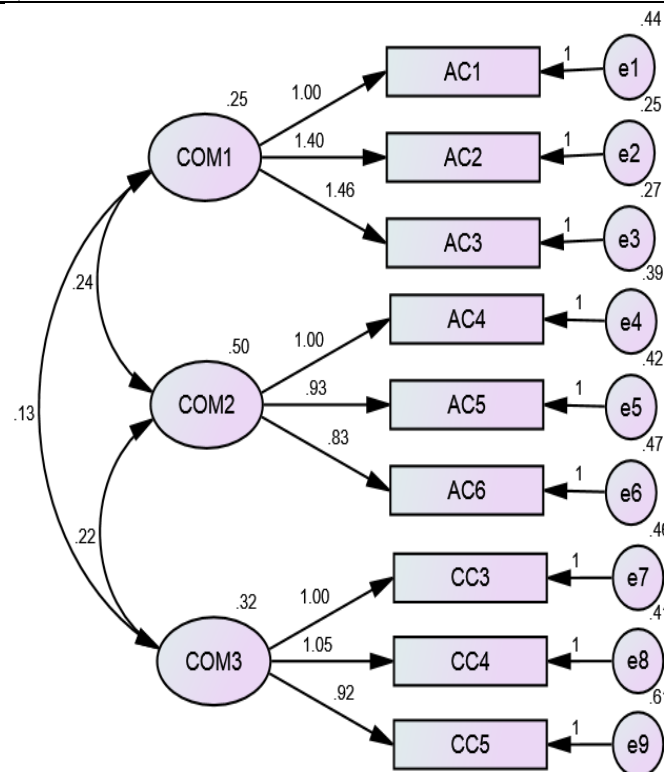 .44
1
e1
AC1
1.00
.25
COM1
.25
1
e2
AC2
1.40
.27
1
e3
AC3
1.46
.24
.39
1
e4
AC4
1.00
.50
COM2
.42
1
e5
AC5
.93
.47
1
e6
AC6
.83
.13
.22
1
e7
CC3
1.00
.32
COM3
1
e8
CC4
1.05
1
e9
CC5
.92